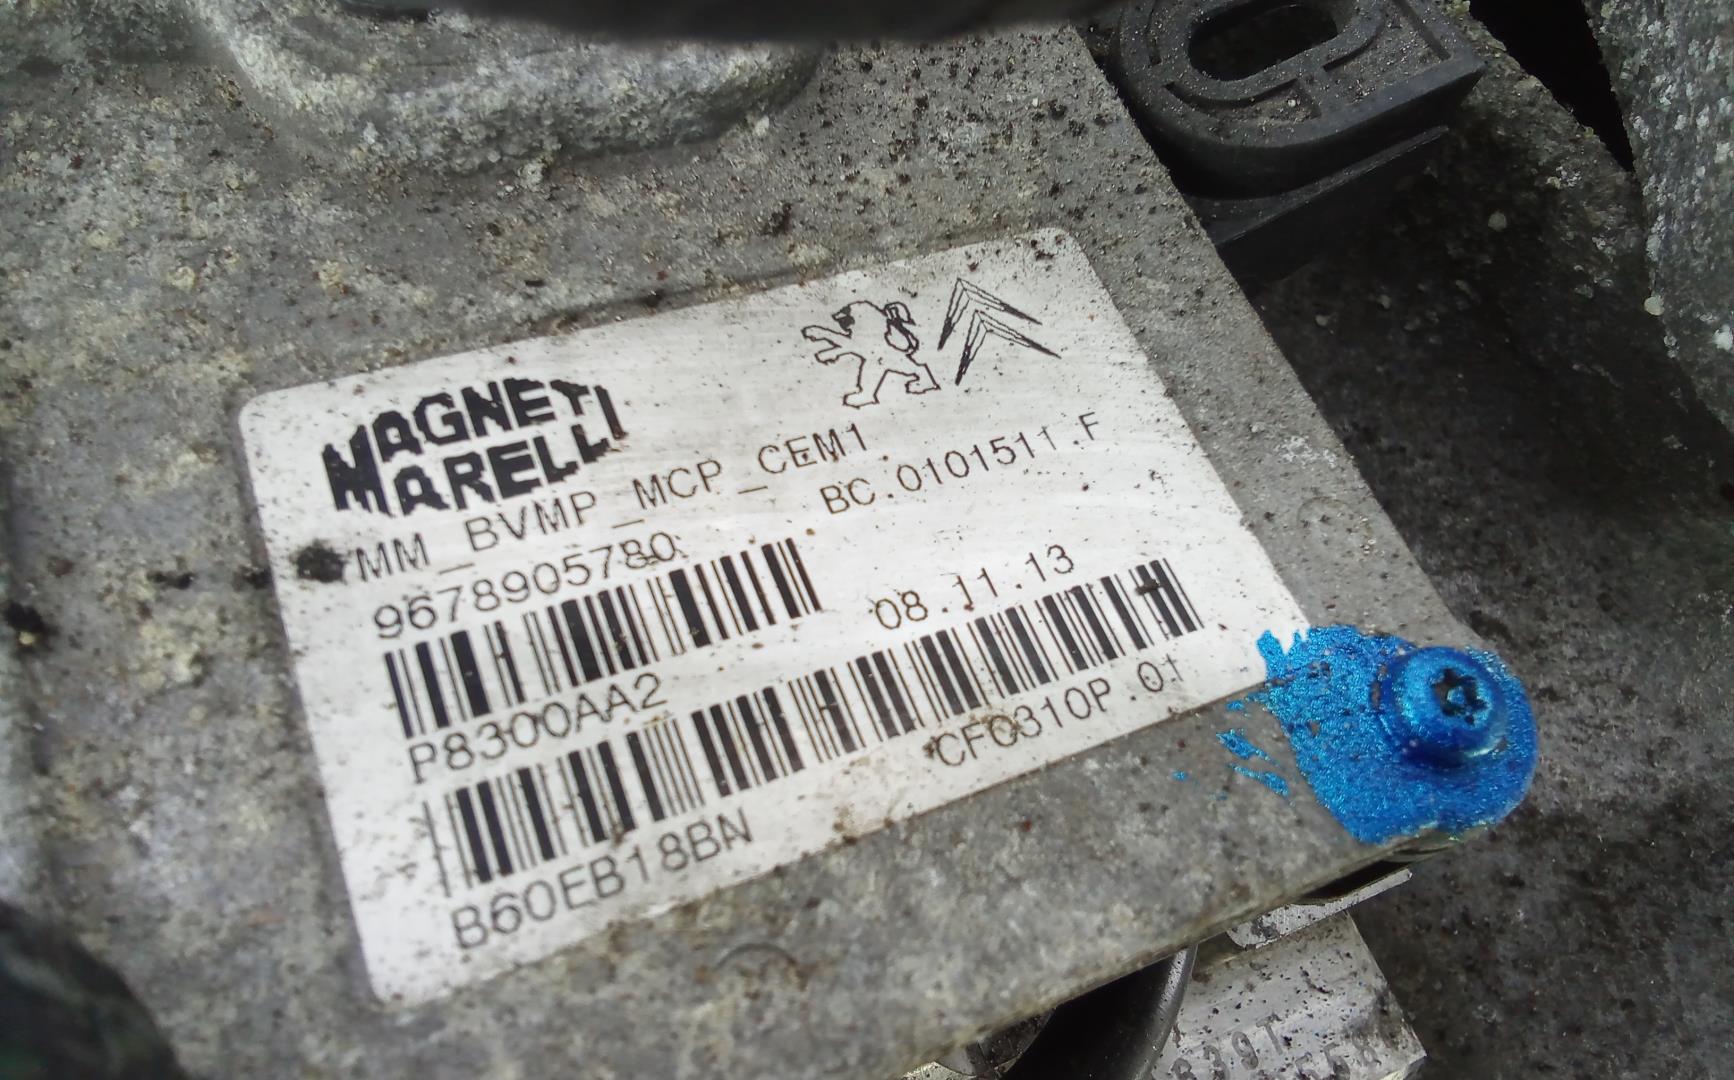 MAGNETI
MARELLI
MM_BVMP_MCP_CEM1.
9678905780 BC.0101511.F
P8300AA2 08.11.13
B60EB18BN CFC310P.01